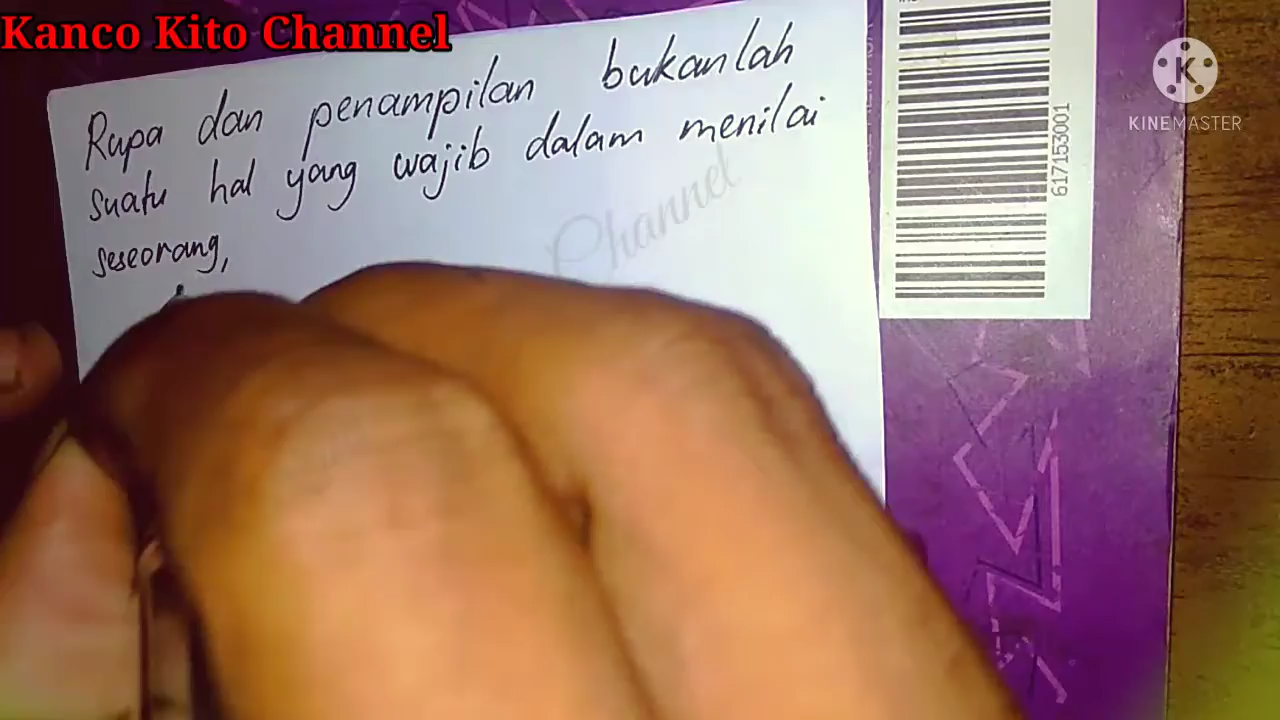 Kanco Kito Channel
Rupa dan penampilan bukanlah
suatu hal yang wajib dalam menilai
seseorang,
Channel
617153001
K
KINEMASTER